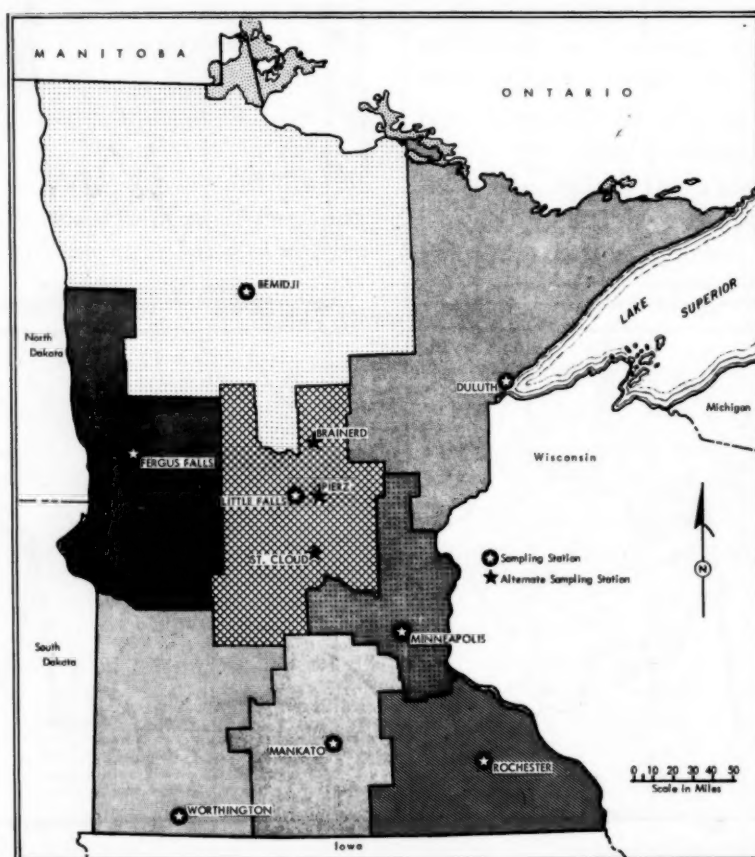 MANITOBA
ONTARIO
BEMIDJI
North
Dakota
LAKE SUPERIOR
DULUTH
Michigan
BRAINERD
FERGUS FALLS
Wisconsin
LITTLE FALLS
PIERZ
Sampling Station
ST. CLOUD
Alternate Sampling Station
N
MINNEAPOLIS
South
Dakota
MANKATO
ROCHESTER
0 5 10 20 30 40 50
Scale in Miles
WORTHINGTON
Iowa